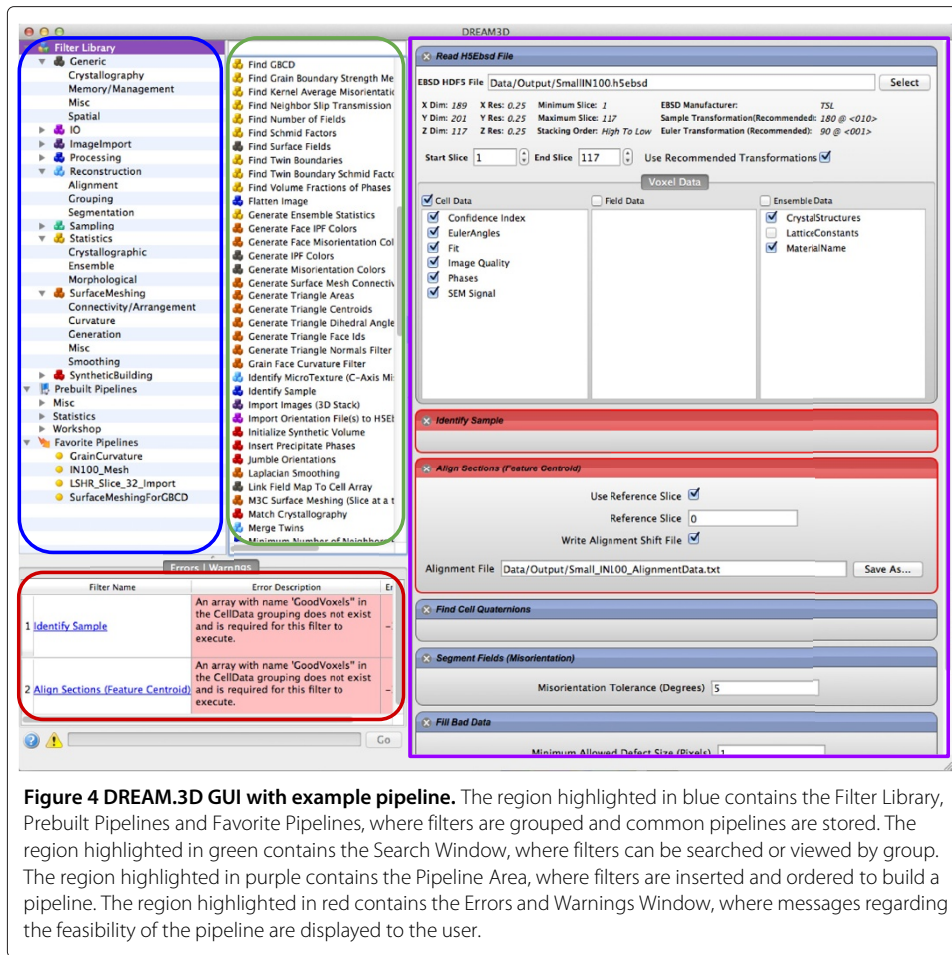 DREAM3D
Filter Library
Generic
Crystallography
Memory/Management
Misc
Spatial
IO
ImageImport
Processing
Reconstruction
Alignment
Grouping
Segmentation
Sampling
Statistics
Crystallographic
Ensemble
Morphological
SurfaceMeshing
Connectivity/Arrangement
Curvature
Generation
Misc
Smoothing
SyntheticBuilding
Prebuilt Pipelines
Misc
Statistics
Workshop
Favorite Pipelines
GrainCurvature
IN100_Mesh
LSHR_Slice_32_Import
SurfaceMeshingForGBCD
Find GBCD
Find Grain Boundary Strength Me
Find Kernel Average Misorientatic
Find Neighbor Slip Transmission
Find Number of Fields
Find Schmid Factors
Find Surface Fields
Find Twin Boundaries
Find Twin Boundary Schmid Facto
Find Volume Fractions of Phases
Flatten Image
Generate Ensemble Statistics
Generate Face IPF Colors
Generate Face Misorientation Col
Generate IPF Colors
Generate Misorientation Colors
Generate Surface Mesh Connectiv
Generate Triangle Areas
Generate Triangle Centroids
Generate Triangle Dihedral Angle
Generate Triangle Face Ids
Generate Triangle Normals Filter
Grain Face Curvature Filter
Identify MicroTexture (C-Axis Mi
Identify Sample
Import Images (3D Stack)
Import Orientation File(s) to H5Eb
Initialize Synthetic Volume
Insert Precipitate Phases
Jumble Orientations
Laplacian Smoothing
Link Field Map To Cell Array
M3C Surface Meshing (Slice at a t
Match Crystallography
Merge Twins
Minimum Number of Neighbors
Errors | Warnings
Filter Name Error Description Er
1 Identify Sample An array with name 'GoodVoxels'' in
the CellData grouping does not exist
and is required for this filter to
execute. -
2 Align Sections (Feature Centroid) An array with name 'GoodVoxels'' in
the CellData grouping does not exist
and is required for this filter to
execute. -
Go
Read H5Ebsd File
EBSD HDF5 File Data/Output/SmallIN100.h5ebsd Select
X Dim: 189 X Res: 0.25 Minimum Slice: 1 EBSD Manufacturer: TSL
Y Dim: 201 Y Res: 0.25 Maximum Slice: 117 Sample Transformation(Recommended: 180 @ <010>
Z Dim: 117 Z Res: 0.25 Stacking Order: High To Low Euler Transformation (Recommended): 90 @ <001>
Start Slice 1 End Slice 117 Use Recommended Transformations
Voxel Data
Cell Data Field Data Ensemble Data
Confidence Index CrystalStructures
EulerAngles LatticeConstants
Fit MaterialName
Image Quality
Phases
SEM Signal
Identify Sample
Align Sections (Feature Centroid)
Use Reference Slice
Reference Slice 0
Write Alignment Shift File
Alignment File Data/Output/Small_IN100_AlignmentData.txt Save As...
Find Cell Quaternions
Segment Fields (Misorientation)
Misorientation Tolerance (Degrees) 5
Fill Bad Data
Minimum Allowed Defect Size (Pixels) 1
Figure 4 DREAM.3D GUI with example pipeline. The region highlighted in blue contains the Filter Library,
Prebuilt Pipelines and Favorite Pipelines, where filters are grouped and common pipelines are stored. The
region highlighted in green contains the Search Window, where filters can be searched or viewed by group.
The region highlighted in purple contains the Pipeline Area, where filters are inserted and ordered to build a
pipeline. The region highlighted in red contains the Errors and Warnings Window, where messages regarding
the feasibility of the pipeline are displayed to the user.